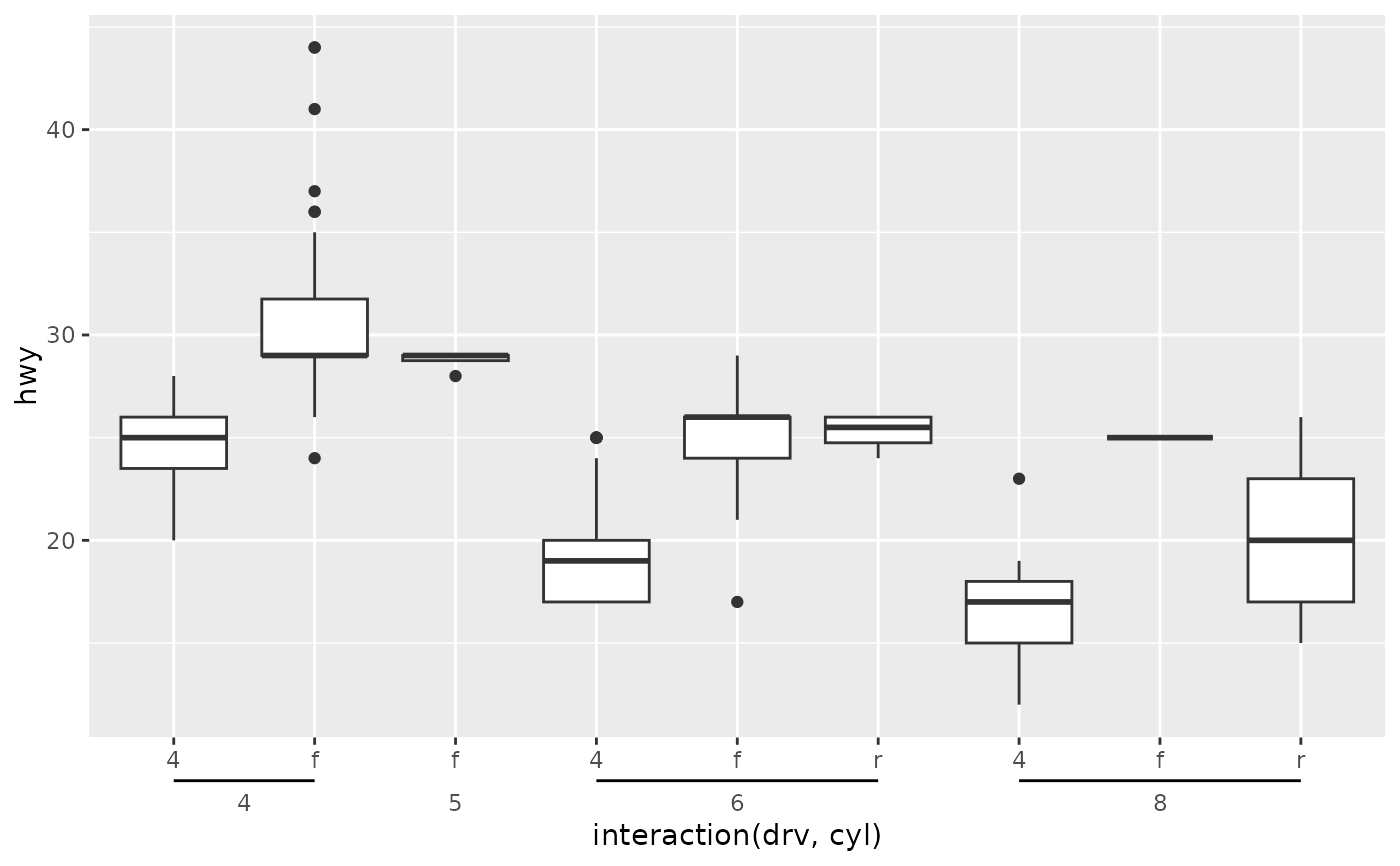 hwy
40
30
20
4 f f 4 f r 4 f r
4 5 6 8
interaction(drv, cyl)